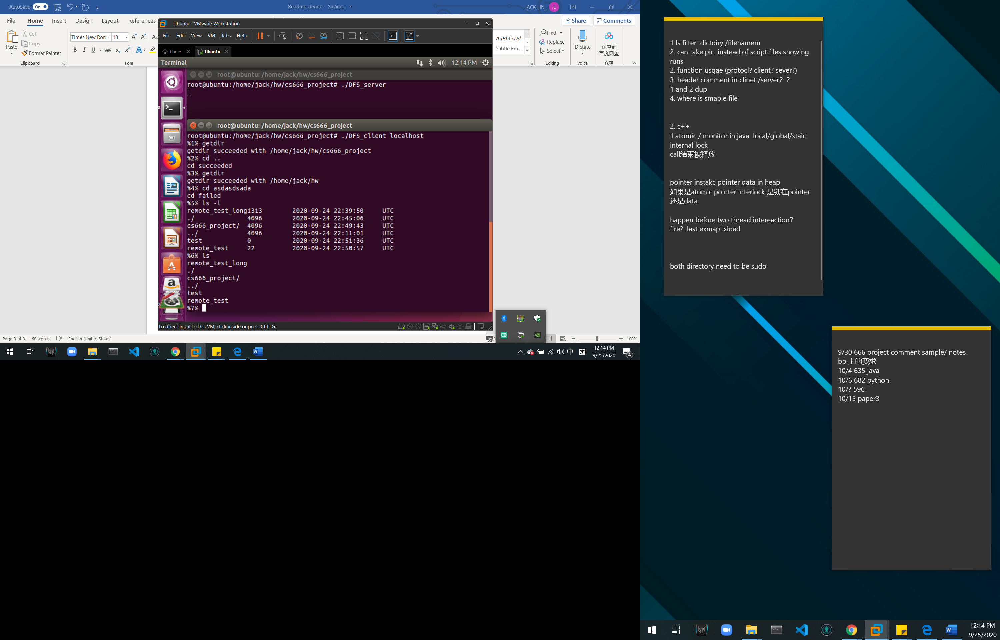 AutoSave On Readme_demo - Saving... JACK LIN JL
File Home Insert Design Layout References
Share Comments
Cut
Copy
Paste
Format Painter
Clipboard
Times New Ron 18
Font
AaBbCcDd
Subtle Em...
Find
Replace
Select
Editing
Dictate
Voice
保存到
百度网盘
保存
Ubuntu - VMware Workstation
File Edit View VM Tabs Help
Home Ubuntu
Terminal 12:14 PM
root@ubuntu: /home/jack/hw/cs666_project
root@ubuntu:/home/jack/hw/cs666_project# ./DFS_server
root@ubuntu: /home/jack/hw/cs666_project
root@ubuntu:/home/jack/hw/cs666_project# ./DFS_client localhost
%1% getdir
getdir succeeded with /home/jack/hw/cs666_project
%2% cd ..
cd succeeded
%3% getdir
getdir succeeded with /home/jack/hw
%4% cd asdasdsada
cd failed
%5% ls -l
remote_test_long1313 2020-09-24 22:39:50 UTC
./ 4096 2020-09-24 22:45:06 UTC
cs666_project/ 4096 2020-09-24 22:49:43 UTC
../ 4096 2020-09-24 22:11:01 UTC
test 0 2020-09-24 22:51:36 UTC
remote_test 22 2020-09-24 22:50:57 UTC
%6% ls
remote_test_long
./
cs666_project/
../
test
remote_test
%7%
To direct input to this VM, click inside or press Ctrl+G.
Page 3 of 3 68 words English (United States) 100%
中 拼 12:14 PM
9/25/2020 4
1 ls filter dictoiry /filenamem
2. can take pic instead of script files showing
runs
2. function usgae (protocl? client? sever?)
3. header comment in clinet /server? ?
1 and 2 dup
4. where is smaple file
2. c++
1.atomic / monitor in java local/global/staic
internal lock
call结束被释放
pointer instakc pointer data in heap
如果是atomic pointer interlock 是锁在pointer
还是data
happen before two thread intereaction?
fire? last exmapl xload
both directory need to be sudo
9/30 666 project comment sample/ notes
bb 上的要求
10/4 635 java
10/6 682 python
10/? 596
10/15 paper3
12:14 PM
9/25/2020